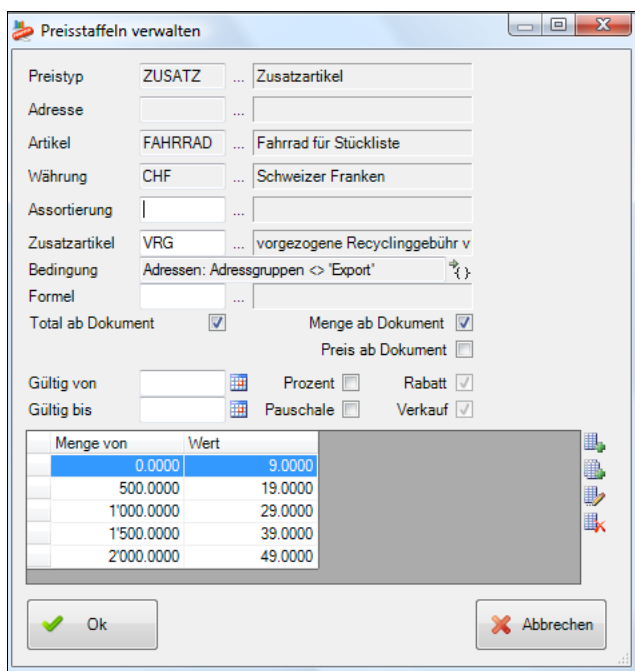 Preisstaffeln verwalten
Preistyp ZUSATZ ... Zusatzartikel
Adresse ...
Artikel FAHRRAD ... Fahrrad für Stückliste
Währung CHF ... Schweizer Franken
Assortierung ...
Zusatzartikel VRG ... vorgezogene Recyclinggebühr v
Bedingung Adressen: Adressgruppen <> "Export" {}
Formel ...
Total ab Dokument Menge ab Dokument
Preis ab Dokument
Gültig von Prozent Rabatt
Gültig bis Pauschale Verkauf
Menge von Wert
0.0000 9.0000
500.0000 19.0000
1'000.0000 29.0000
1'500.0000 39.0000
2'000.0000 49.0000
Ok Abbrechen